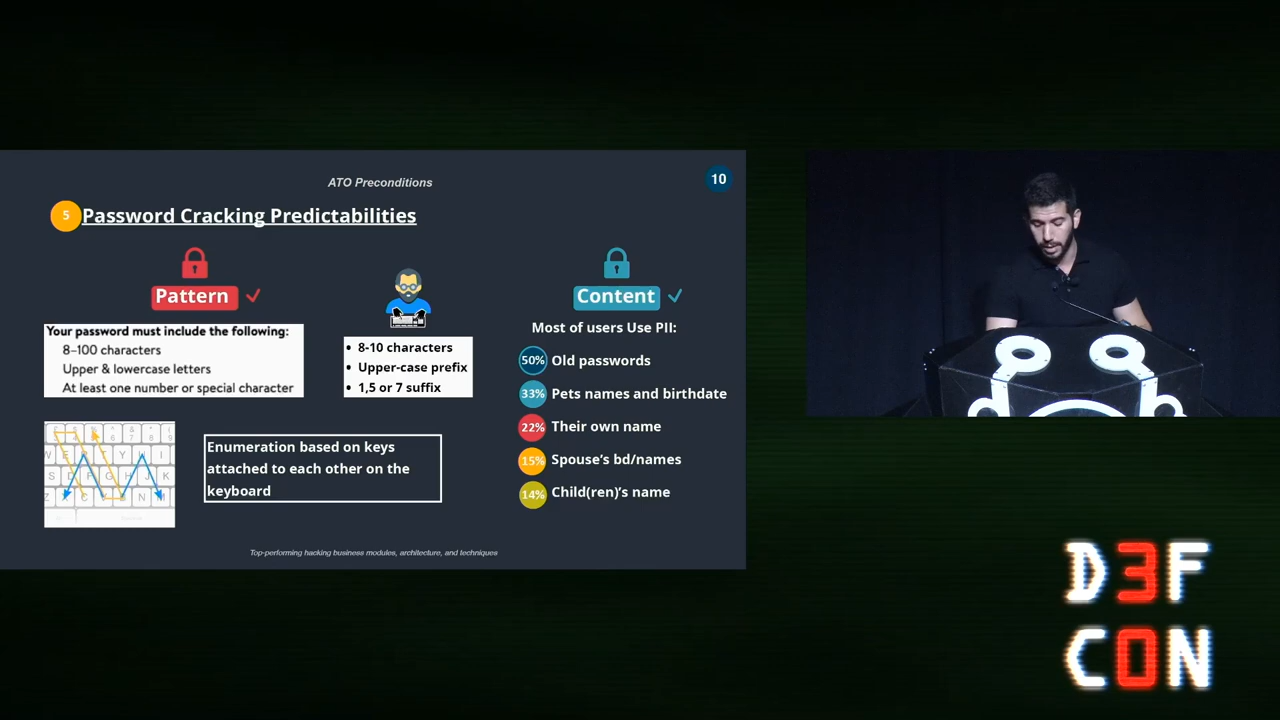 ATO Preconditions
10
5
Password Cracking Predictabilities
Pattern
Your password must include the following:
8–100 characters
Upper & lowercase letters
At least one number or special character
• 8-10 characters
• Upper-case prefix
• 1,5 or 7 suffix
Enumeration based on keys
attached to each other on the
keyboard
Content
Most of users Use PII:
50% Old passwords
33% Pets names and birthdate
22% Their own name
15% Spouse's bd/names
14% Child(ren)'s name
Top-performing hacking business modules, architecture, and techniques
D3F
C0N